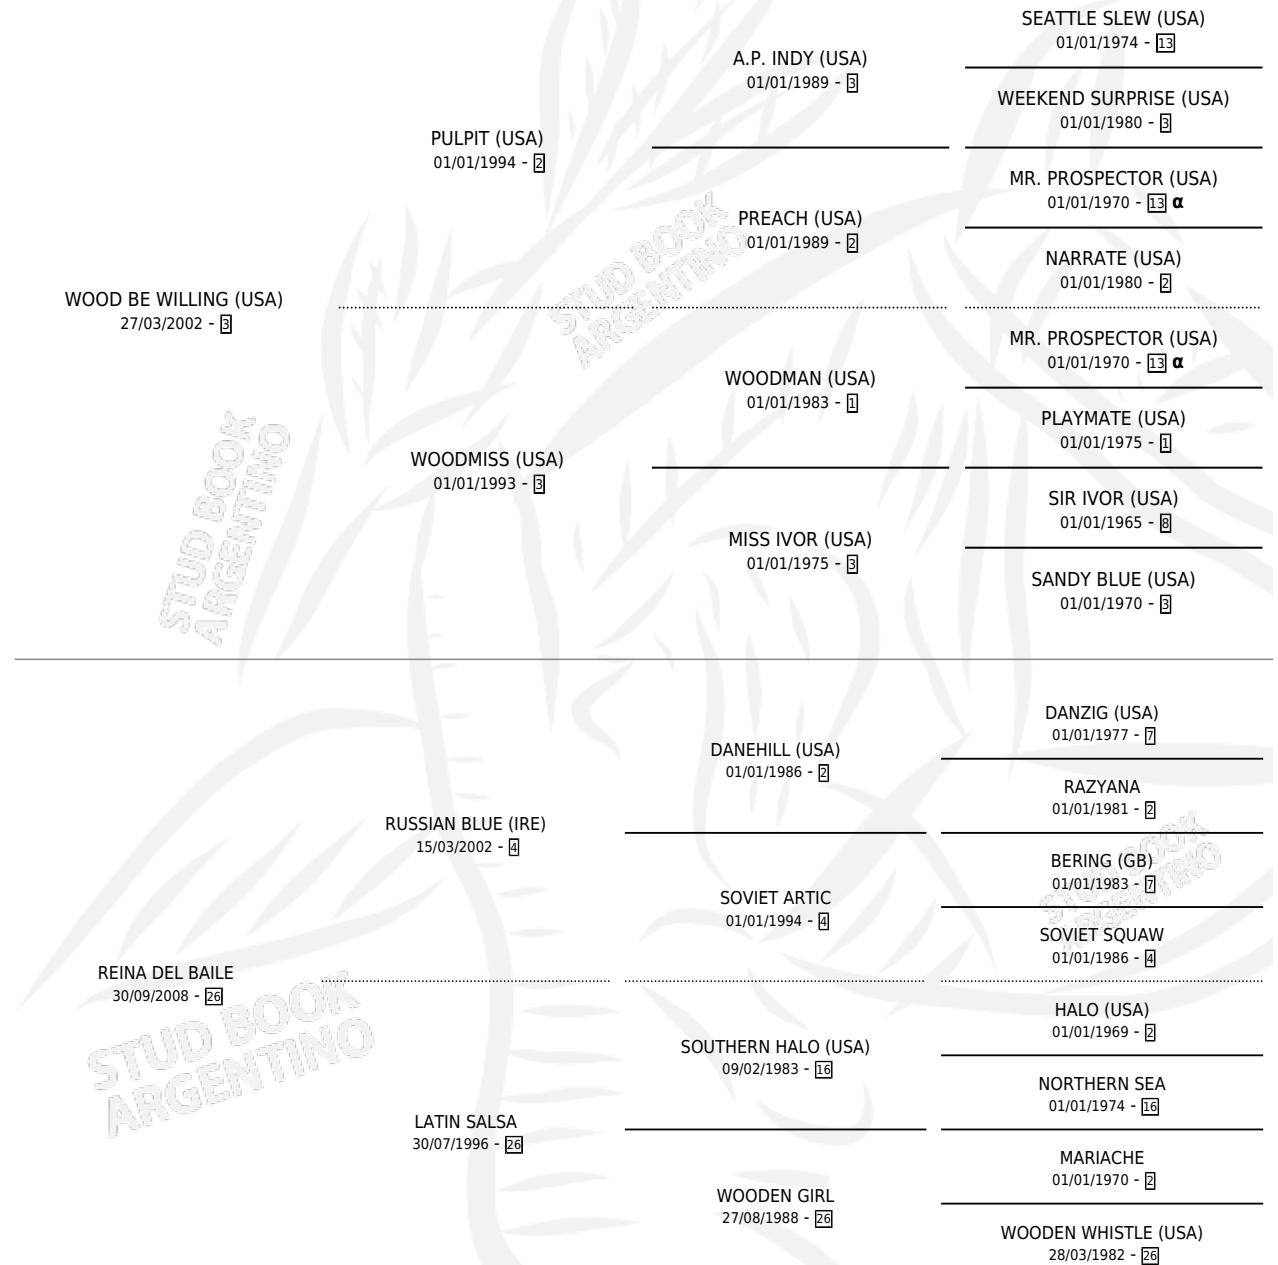 SEATTLE SLEW (USA)
01/01/1974 - 13
A.P. INDY (USA)
01/01/1989 - 3
WEEKEND SURPRISE (USA)
01/01/1980 - 3
PULPIT (USA)
01/01/1994 - 2
MR. PROSPECTOR (USA)
01/01/1970 - 13 α
PREACH (USA)
01/01/1989 - 2
NARRATE (USA)
01/01/1980 - 2
WOOD BE WILLING (USA)
27/03/2002 - 3
MR. PROSPECTOR (USA)
01/01/1970 - 13 α
WOODMAN (USA)
01/01/1983 - 1
PLAYMATE (USA)
01/01/1975 - 1
WOODMISS (USA)
01/01/1993 - 3
SIR IVOR (USA)
01/01/1965 - 8
MISS IVOR (USA)
01/01/1975 - 3
SANDY BLUE (USA)
01/01/1970 - 3
DANZIG (USA)
01/01/1977 - 7
DANEHILL (USA)
01/01/1986 - 2
RAZYANA
01/01/1981 - 2
RUSSIAN BLUE (IRE)
15/03/2002 - 4
BERING (GB)
01/01/1983 - 7
SOVIET ARTIC
01/01/1994 - 4
SOVIET SQUAW
01/01/1986 - 4
REINA DEL BAILE
30/09/2008 - 26
HALO (USA)
01/01/1969 - 2
SOUTHERN HALO (USA)
09/02/1983 - 16
NORTHERN SEA
01/01/1974 - 16
LATIN SALSA
30/07/1996 - 26
MARIACHE
01/01/1970 - 2
WOODEN GIRL
27/08/1988 - 26
WOODEN WHISTLE (USA)
28/03/1982 - 26
STUD BOOK
ARGENTINO
STUD BOOK
ARGENTINO
STUD BOOK
ARGENTINO
STUD BOOK
ARGENTINO